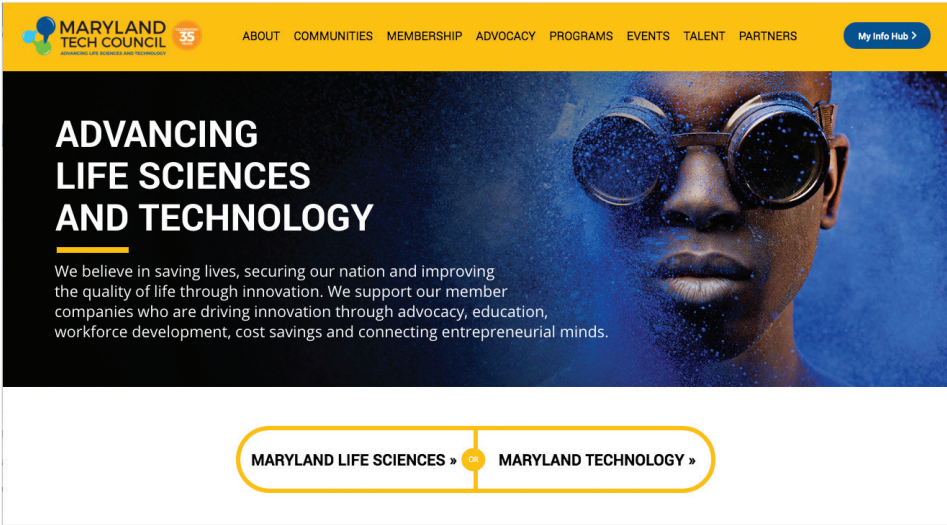 MARYLAND
TECH COUNCIL
ADVANCING LIFE SCIENCES AND TECHNOLOGY
35
ABOUT COMMUNITIES MEMBERSHIP ADVOCACY PROGRAMS EVENTS TALENT PARTNERS
My Info Hub >
ADVANCING
LIFE SCIENCES
AND TECHNOLOGY
We believe in saving lives, securing our nation and improving
the quality of life through innovation. We support our member
companies who are driving innovation through advocacy, education,
workforce development, cost savings and connecting entrepreneurial minds.
MARYLAND LIFE SCIENCES » OR MARYLAND TECHNOLOGY »